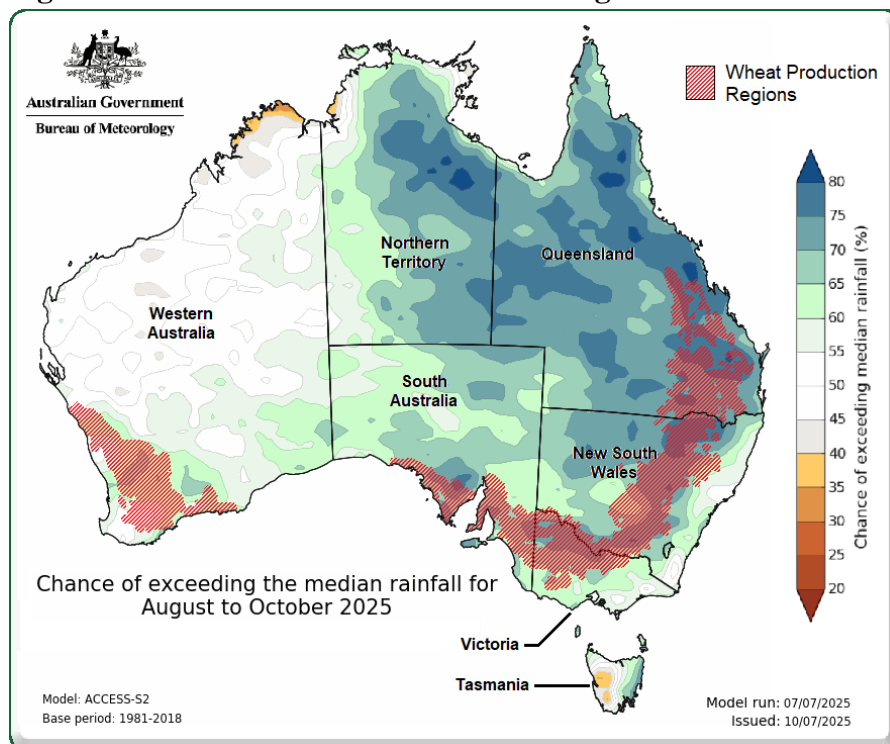 Australian Government
Bureau of Meteorology
Wheat Production
Regions
Northern
Territory
Queensland
Western
Australia
South
Australia
New South
Wales
80
75
70
65
60
55
50
45
40
35
30
25
20
Chance of exceeding median rainfall (%)
Chance of exceeding the median rainfall for
August to October 2025
Victoria
Tasmania
Model: ACCESS-S2
Base period: 1981-2018
Model run: 07/07/2025
Issued: 10/07/2025